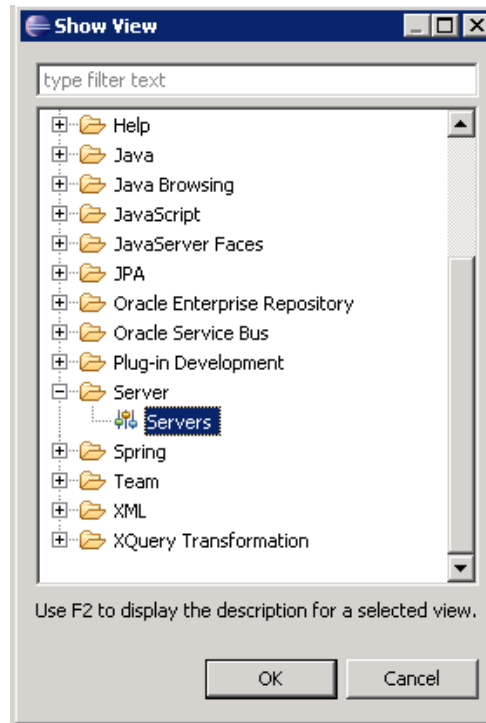 Show View
type filter text
Help
Java
Java Browsing
JavaScript
JavaServer Faces
JPA
Oracle Enterprise Repository
Oracle Service Bus
Plug-in Development
Server
Servers
Spring
Team
XML
XQuery Transformation
Use F2 to display the description for a selected view.
OK Cancel